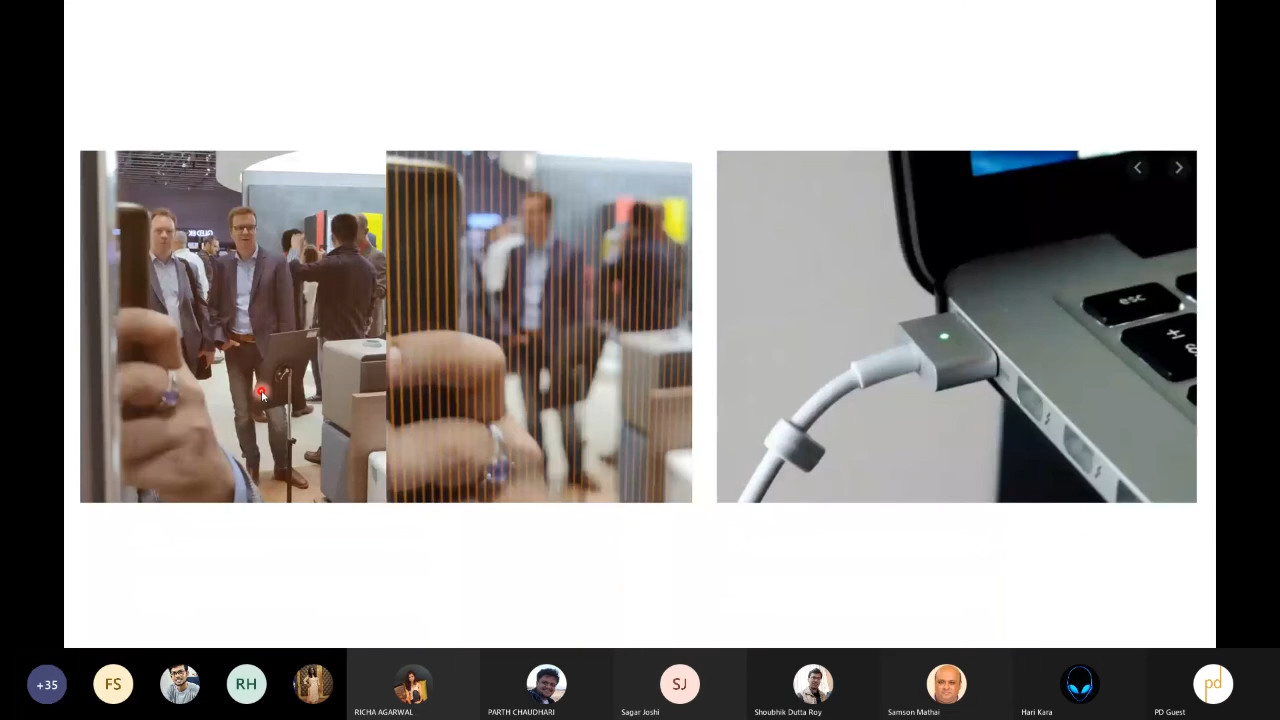 esc
+35
FS
RH
SJ
pd
RICHA AGARWAL
PARTH CHAUDHARI
Sagar Joshi
Shoubhik Dutta Roy
Samson Mathai
Hari Kara
PD Guest